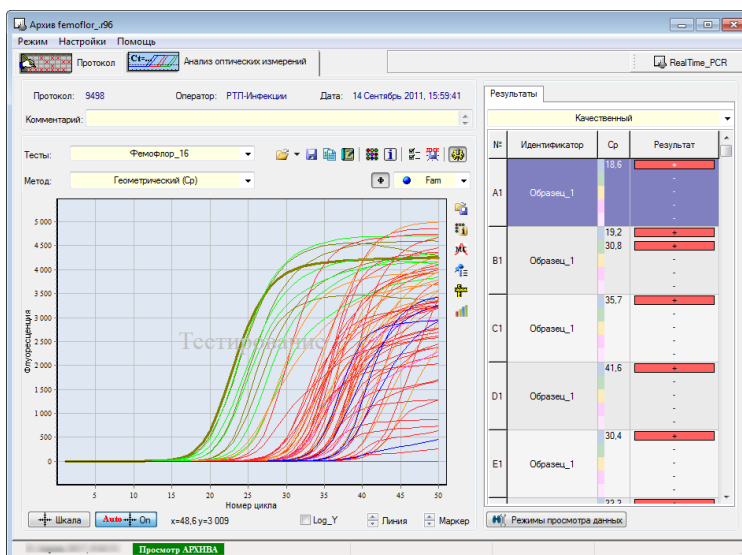 Архив femoflor_.r96
Режим Настройки Помощь
Протокол Ct=... Анализ оптических измерений RealTime_PCR
Протокол: 9498 Оператор: РТП-Инфекции Дата: 14 Сентябрь 2011, 15:59:41
Комментарий:
Тесты: Фемофлор_16
Метод: Геометрический (Cp) Fam
Флуоресценция
5 000
4 500
4 000
3 500
3 000
2 500
2 000
1 500
1 000
500
0
Тестирование
5 10 15 20 25 30 35 40 45 50
Номер цикла
Шкала Auto On x=48,6 y=3 009 Log_Y Линия Маркер
Результаты
Качественный
№ Идентификатор Cp Результат
A1 Образец_1 18,6 +
-
-
-
-
B1 Образец_1 19,2 +
30,8 +
-
-
-
C1 Образец_1 35,7 +
-
-
-
-
D1 Образец_1 41,6 +
-
-
-
-
E1 Образец_1 30,4 +
-
-
-
-
Режимы просмотра данных
Просмотр АРХИВА